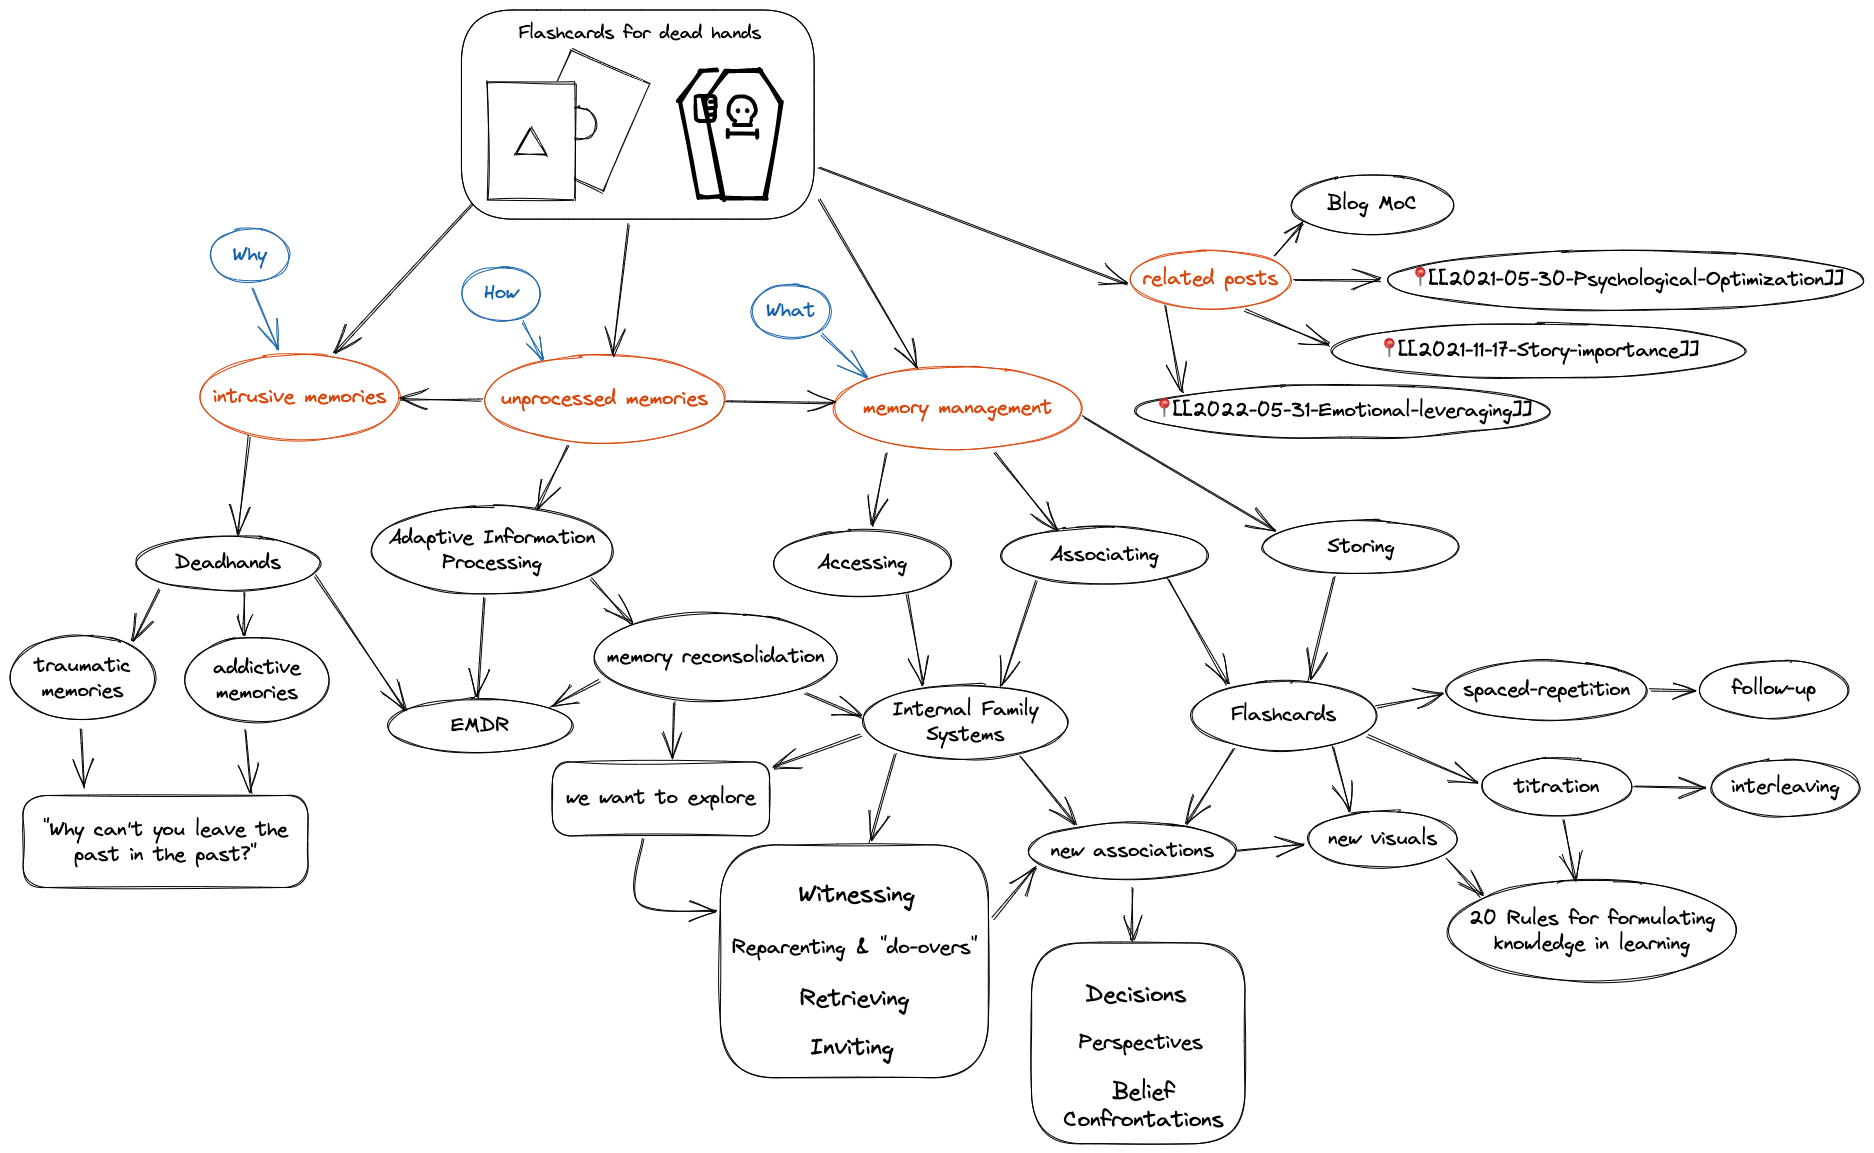 Flashcards for dead hands
Why
How
What
Blog MoC
related posts
[[2021-05-30-Psychological-Optimization]]
[[2021-11-17-Story-importance]]
[[2022-05-31-Emotional-leveraging]]
intrusive memories
unprocessed memories
memory management
Deadhands
Adaptive Information
Processing
Accessing
Associating
Storing
traumatic
memories
addictive
memories
memory reconsolidation
EMDR
Internal Family
Systems
Flashcards
spaced-repetition
follow-up
"Why can't you leave the
past in the past?"
we want to explore
titration
interleaving
new associations
new visuals
Witnessing
Reparenting & "do-overs"
Retrieving
Inviting
20 Rules for formulating
knowledge in learning
Decisions
Perspectives
Belief
Confrontations